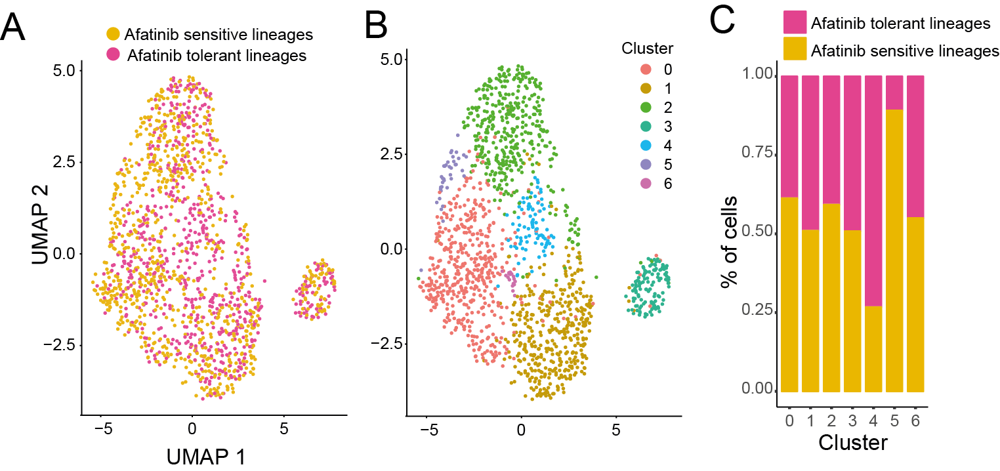 A
Afatinib sensitive lineages
Afatinib tolerant lineages
5.0
2.5
0.0
−2.5
−5
0
5
UMAP 2
UMAP 1
B
Cluster
0
1
2
3
4
5
6
5.0
2.5
0.0
−2.5
−5
0
5
C
Afatinib tolerant lineages
Afatinib sensitive lineages
1.00
0.75
0.50
0.25
0.00
% of cells
0 1 2 3 4 5 6
Cluster